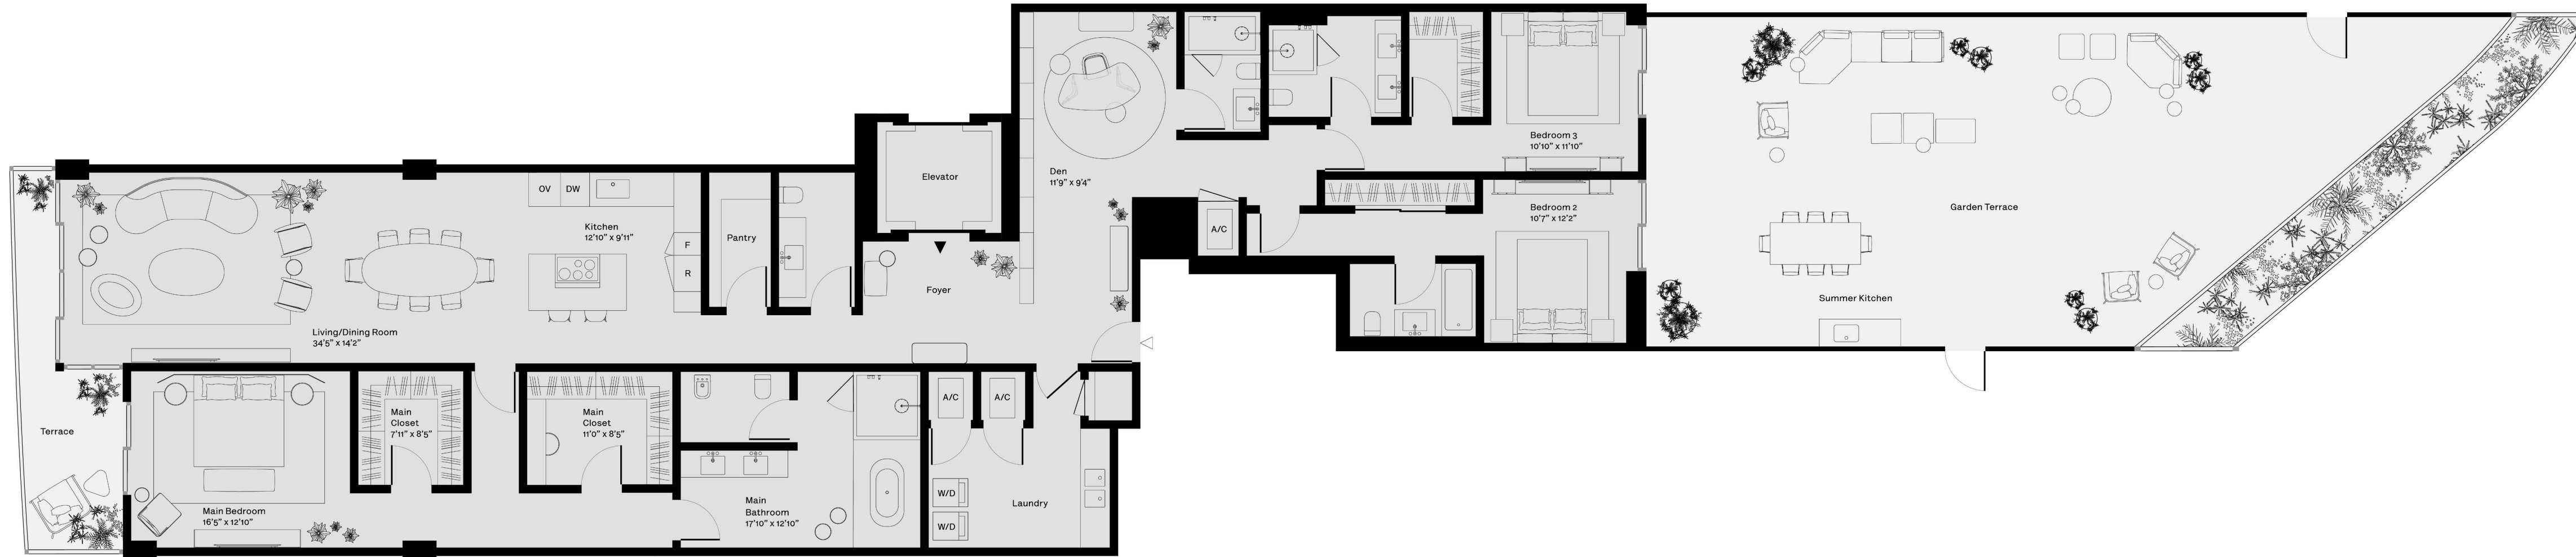 Living/Dining Room
34'5" x 14'2"
Terrace
Main Bedroom
16'5" x 12'10"
Main
Closet
7'11" x 8'5"
Main
Closet
11'0" x 8'5"
Main
Bathroom
17'10" x 12'10"
OV
DW
Kitchen
12'10" x 9'11"
F
R
Pantry
Elevator
Foyer
A/C
A/C
W/D
W/D
Laundry
Den
11'9" x 9'4"
A/C
Bedroom 3
10'10" x 11'10"
Bedroom 2
10'7" x 12'2"
Garden Terrace
Summer Kitchen